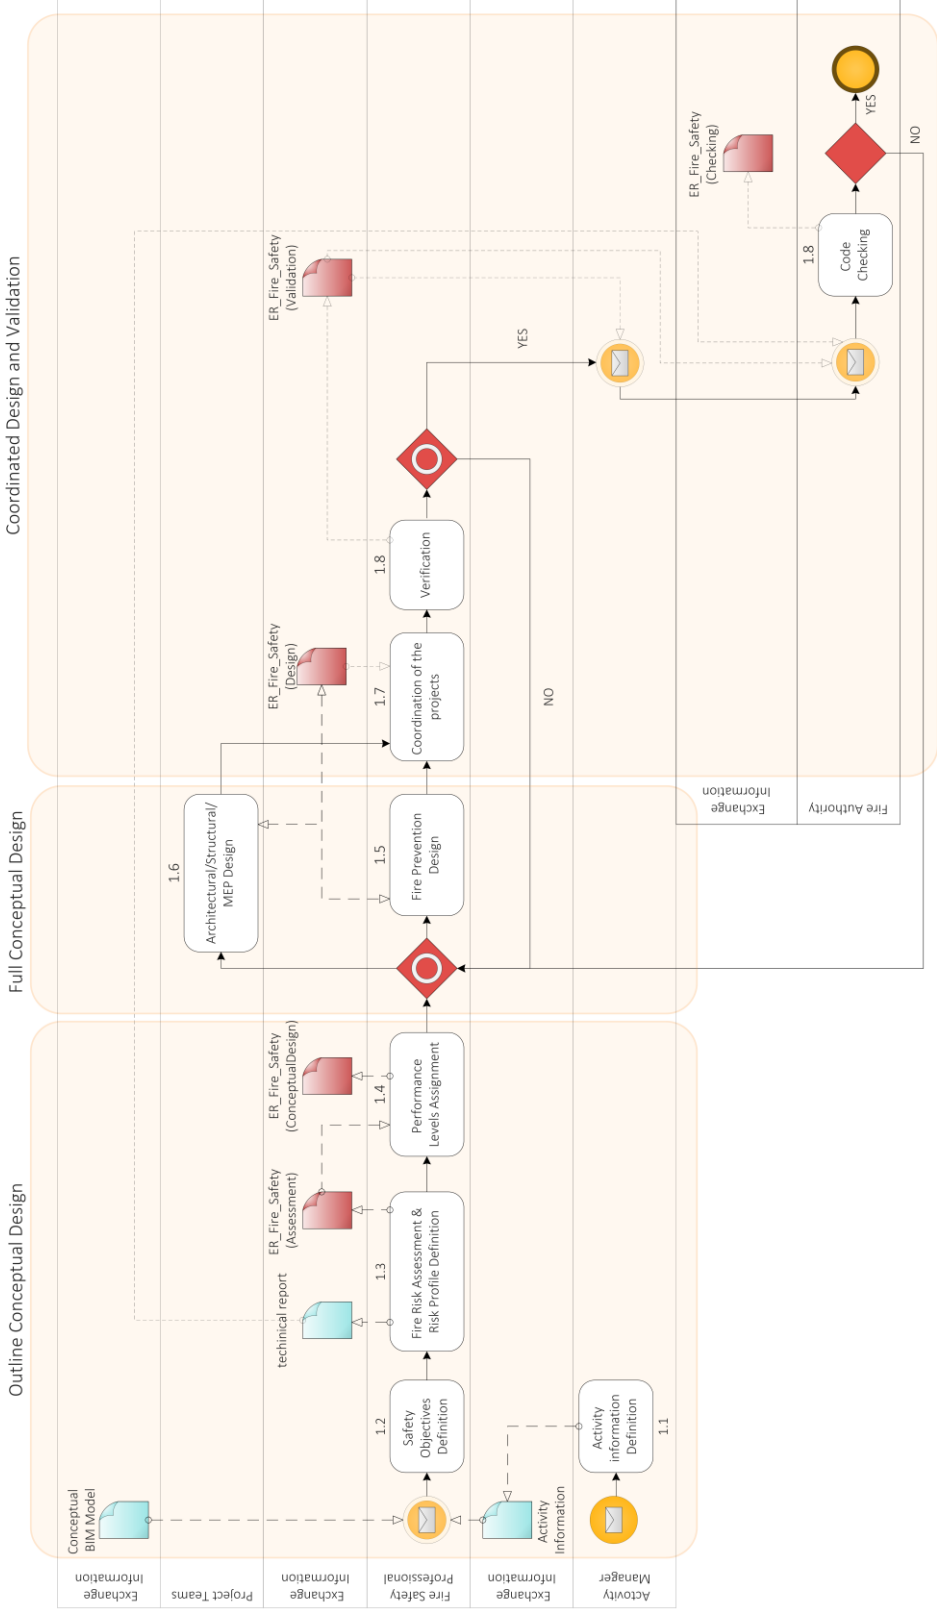 Outline Conceptual Design
Full Conceptual Design
Coordinated Design and Validation
Information
Exchange
Conceptual
BIM Model
Project Teams
1.6
Architectural/Structural/
MEP Design
Information
Exchange
techinical report
ER_Fire_Safety
(Assessment)
ER_Fire_Safety
(ConceptualDesign)
ER_Fire_Safety
(Design)
ER_Fire_Safety
(Validation)
Fire Safety
Professional
1.2
Safety
Objectives
Definition
1.3
Fire Risk Assessment &
Risk Profile Definition
1.4
Performance
Levels Assignment
1.5
Fire Prevention
Design
1.7
Coordination of the
projects
1.8
Verification
YES
NO
Information
Exchange
Activity
Information
Actovity
Manager
Activity
information
Definition
1.1
Information
Exchange
ER_Fire_Safety
(Checking)
Fire Authority
1.8
Code
Checking
YES
NO